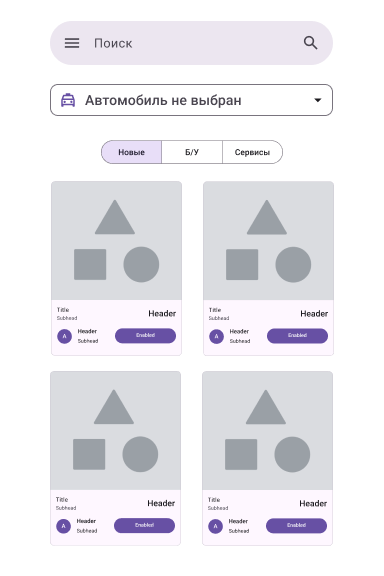 Поиск
Автомобиль не выбран
Новые Б/У Сервисы
Title
Subhead
Header
A
Header
Subhead
Enabled
Title
Subhead
Header
A
Header
Subhead
Enabled
Title
Subhead
Header
A
Header
Subhead
Enabled
Title
Subhead
Header
A
Header
Subhead
Enabled